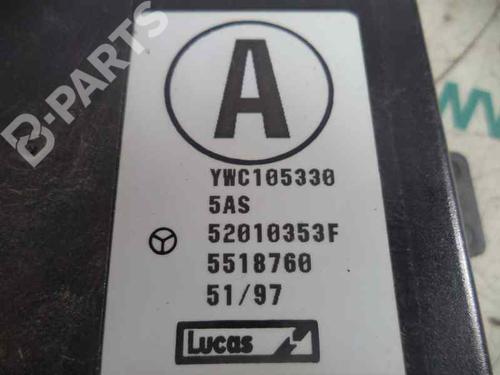 B-PARTS
A
YWC105330
5AS
52010353F
5518760
51/97
Lucas